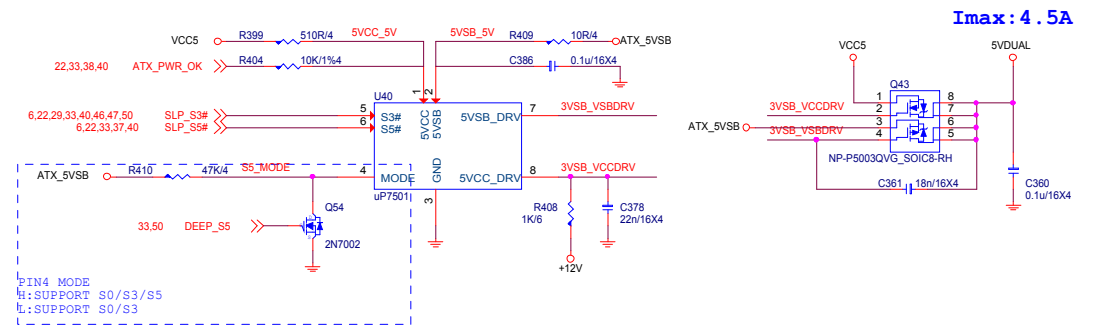 Imax:4.5A
VCC5 R399 510R/4 5VCC_5V 5VSB_5V R409 10R/4 ATX_5VSB
22,33,38,40 ATX_PWR_OK R404 10K/1%4 C386 0.1u/16X4
U40
1 2
6,22,29,33,40,46,47,50 SLP_S3# 5 S3# 5VCC 5VSB 5VSB_DRV 7 3VSB_VSBDRV
6,22,33,37,40 SLP_S5# 6 S5#
ATX_5VSB R410 47K/4 S5_MODE 4 MODE GND 5VCC_DRV 8 3VSB_VCCDRV
uP7501
3
Q54
33,50 DEEP_S5
2N7002
R408
1K/6
C378
22n/16X4
+12V
PIN4 MODE
H:SUPPORT S0/S3/S5
L:SUPPORT S0/S3
VCC5 5VDUAL
Q43
1 8
3VSB_VCCDRV 2 7
ATX_5VSB 3 6
3VSB_VSBDRV 4 5
NP-P5003QVG_SOIC8-RH
C361 18n/16X4
C360
0.1u/16X4